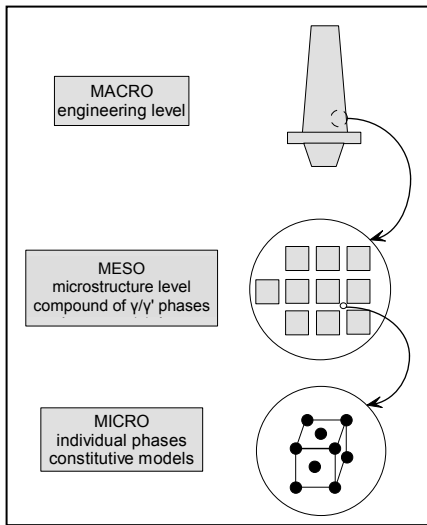 MACRO
engineering level
MESO
microstructure level
compound of γ/γ' phases
MICRO
individual phases
constitutive models